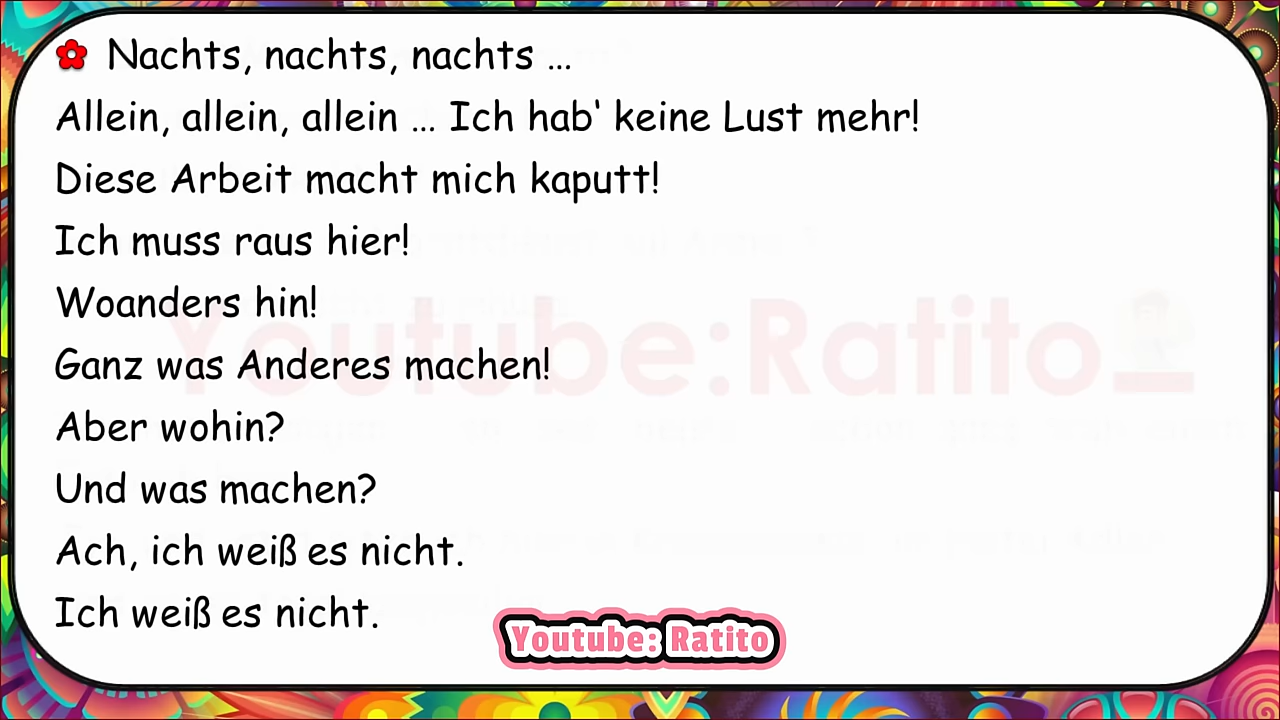 Nachts, nachts, nachts …
Allein, allein, allein … Ich hab' keine Lust mehr!
Diese Arbeit macht mich kaputt!
Ich muss raus hier!
Woanders hin!
Youtube:Ratito
Ganz was Anderes machen!
Aber wohin?
Und was machen?
Ach, ich weiß es nicht.
Ich weiß es nicht.
Youtube: Ratito